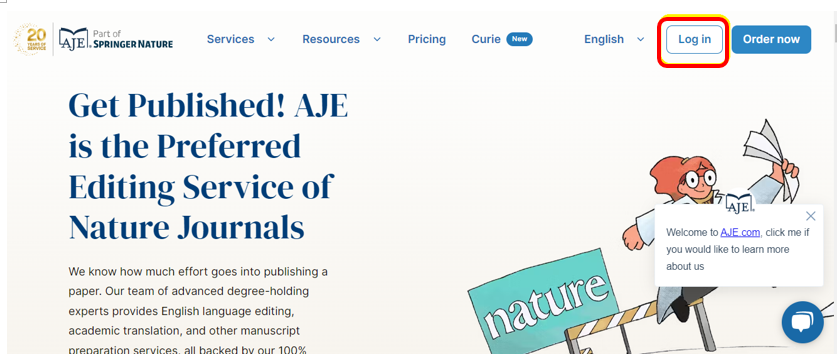 20
YEARS OF
SERVICE
AJE
Part of
SPRINGER NATURE
Services
Resources
Pricing
Curie New
English
Log in
Order now
Get Published! AJE
is the Preferred
Editing Service of
Nature Journals
We know how much effort goes into publishing a
paper. Our team of advanced degree-holding
experts provides English language editing,
academic translation, and other manuscript
preparation services, all backed by our 100%
nature
AJE
Welcome to AJE.com, click me if
you would like to learn more
about us